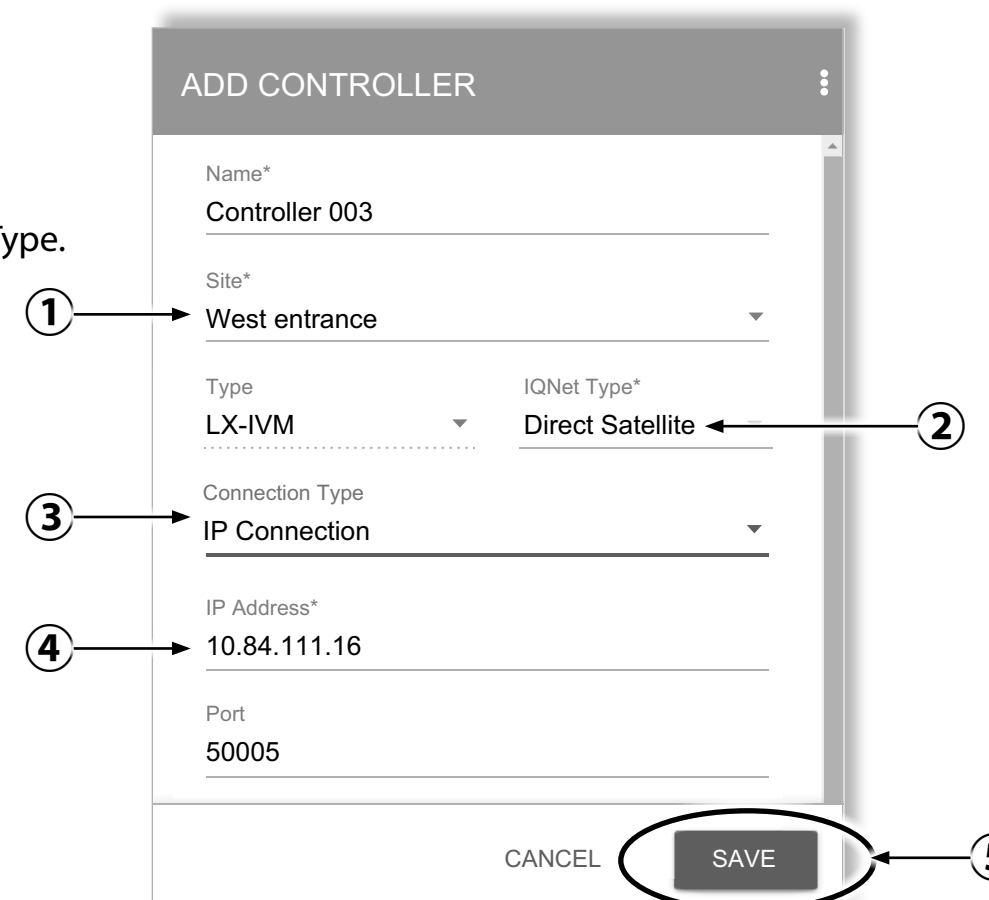 ADD CONTROLLER
Name*
Controller 003
Type.
① Site*
West entrance
Type IQNet Type*
LX-IVM Direct Satellite ②
③ Connection Type
IP Connection
IP Address*
④ 10.84.111.16
Port
50005
CANCEL SAVE